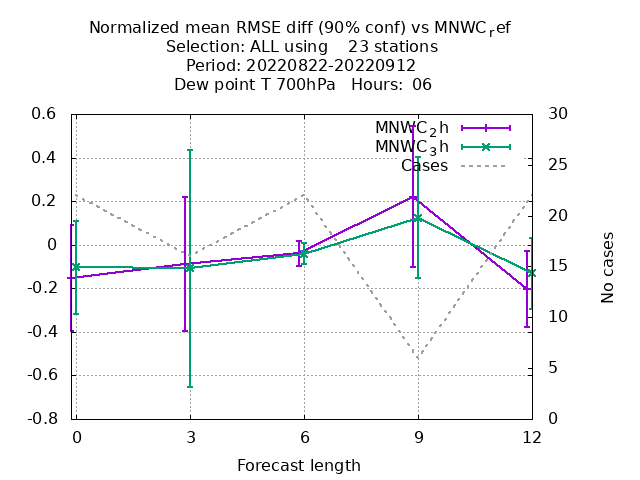 Normalized mean RMSE diff (90% conf) vs MNWC_ref
Selection: ALL using    23 stations
Period: 20220822-20220912
Dew point T 700hPa   Hours: 06
MNWC_2h
MNWC_3h
Cases
0.6
0.4
0.2
0
-0.2
-0.4
-0.6
-0.8
30
25
20
15
10
5
0
No cases
0 3 6 9 12
Forecast length